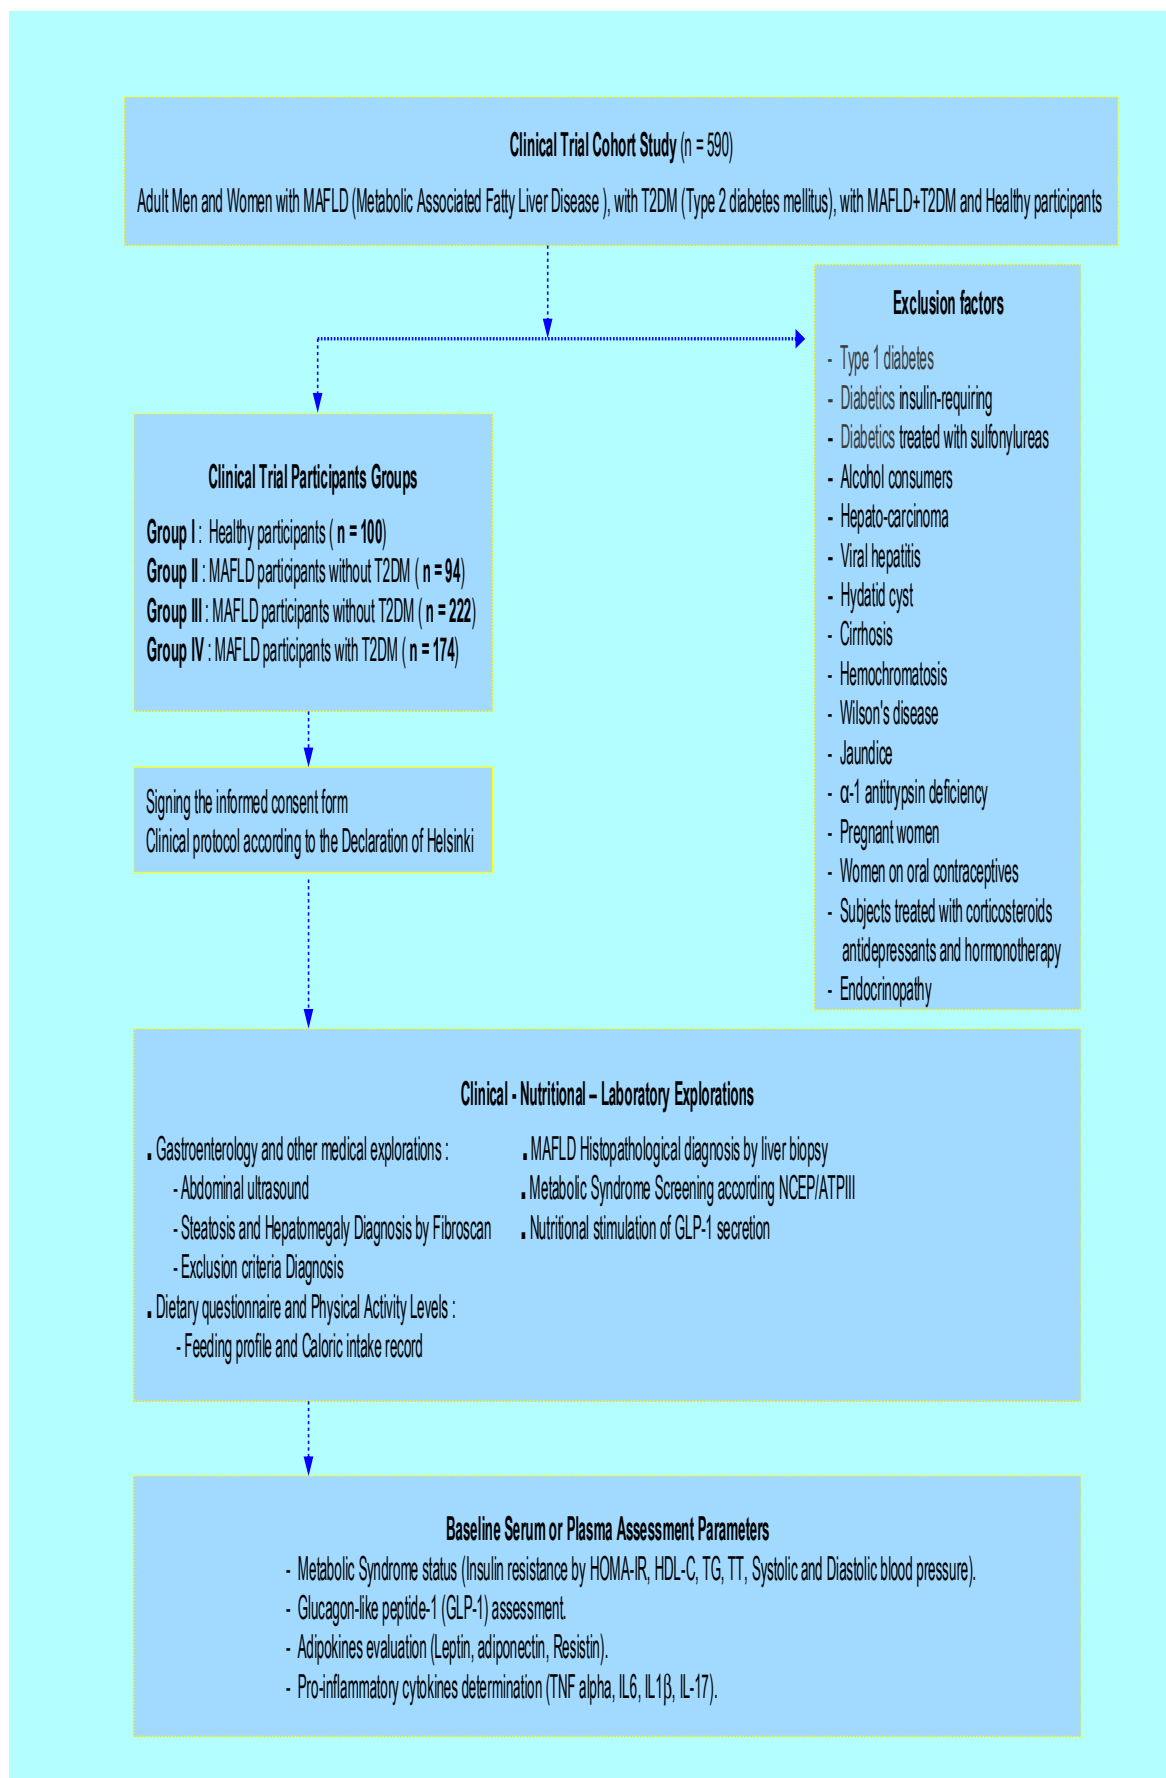 Clinical Trial Cohort Study (n = 590)
Adult Men and Women with MAFLD (Metabolic Associated Fatty Liver Disease ), with T2DM (Type 2 diabetes mellitus), with MAFLD+T2DM and Healthy participants
Exclusion factors
- Type 1 diabetes
- Diabetics insulin-requiring
- Diabetics treated with sulfonylureas
- Alcohol consumers
- Hepato-carcinoma
- Viral hepatitis
- Hydatid cyst
- Cirrhosis
- Hemochromatosis
- Wilson's disease
- Jaundice
- α-1 antitrypsin deficiency
- Pregnant women
- Women on oral contraceptives
- Subjects treated with corticosteroids
antidepressants and hormonotherapy
- Endocrinopathy
Clinical Trial Participants Groups
Group I : Healthy participants ( n = 100)
Group II : MAFLD participants without T2DM ( n = 94)
Group III : MAFLD participants without T2DM ( n = 222)
Group IV : MAFLD participants with T2DM ( n = 174)
Signing the informed consent form
Clinical protocol according to the Declaration of Helsinki
Clinical - Nutritional – Laboratory Explorations
▪ Gastroenterology and other medical explorations :
- Abdominal ultrasound
- Steatosis and Hepatomegaly Diagnosis by Fibroscan
- Exclusion criteria Diagnosis
▪ Dietary questionnaire and Physical Activity Levels :
- Feeding profile and Caloric intake record
▪ MAFLD Histopathological diagnosis by liver biopsy
▪ Metabolic Syndrome Screening according NCEP/ATPIII
▪ Nutritional stimulation of GLP-1 secretion
Baseline Serum or Plasma Assessment Parameters
- Metabolic Syndrome status (Insulin resistance by HOMA-IR, HDL-C, TG, TT, Systolic and Diastolic blood pressure).
- Glucagon-like peptide-1 (GLP-1) assessment.
- Adipokines evaluation (Leptin, adiponectin, Resistin).
- Pro-inflammatory cytokines determination (TNF alpha, IL6, IL1β, IL-17).